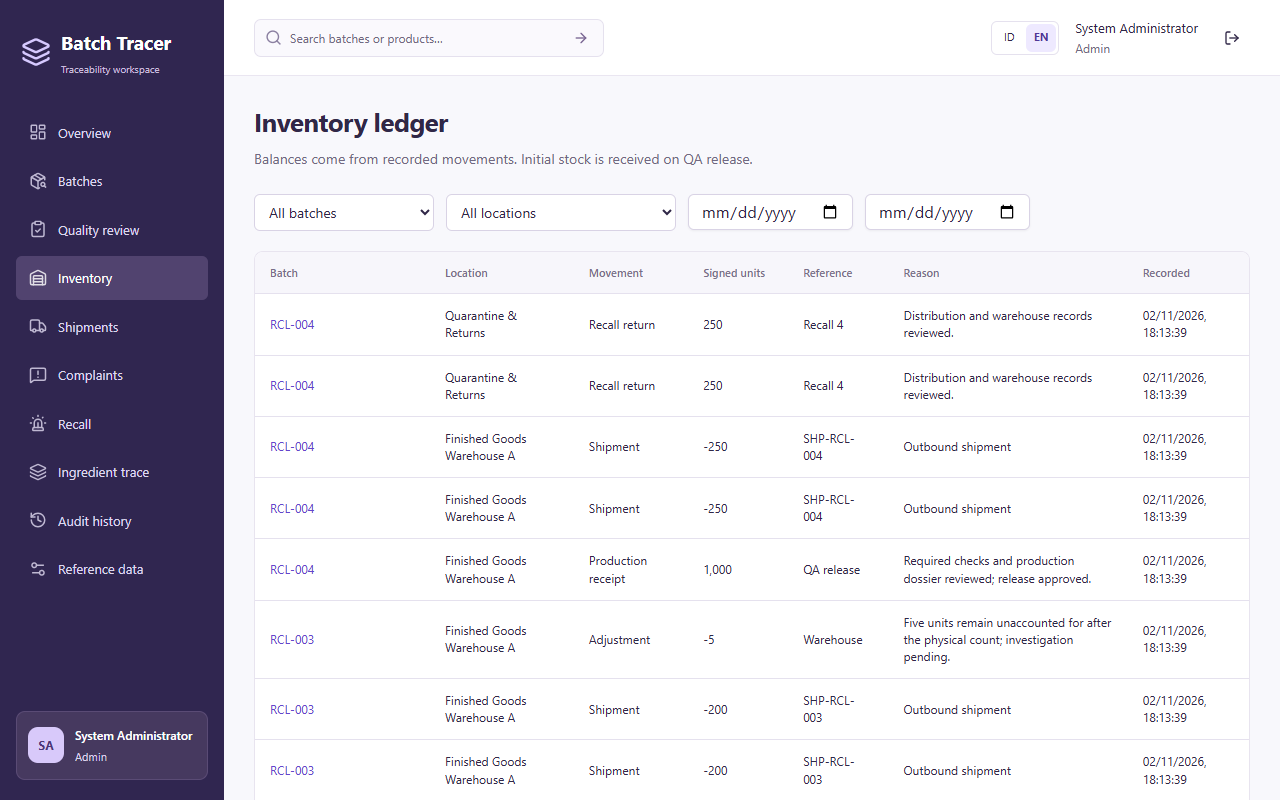 Batch Tracer
Traceability workspace
Overview
Batches
Quality review
Inventory
Shipments
Complaints
Recall
Ingredient trace
Audit history
Reference data
SA
System Administrator
Admin
Search batches or products...
ID
EN
System Administrator
Admin
Inventory ledger
Balances come from recorded movements. Initial stock is received on QA release.
All batches
All locations
mm/dd/yyyy
mm/dd/yyyy
Batch Location Movement Signed units Reference Reason Recorded
RCL-004 Quarantine & Returns Recall return 250 Recall 4 Distribution and warehouse records reviewed. 02/11/2026, 18:13:39
RCL-004 Quarantine & Returns Recall return 250 Recall 4 Distribution and warehouse records reviewed. 02/11/2026, 18:13:39
RCL-004 Finished Goods Warehouse A Shipment -250 SHP-RCL-004 Outbound shipment 02/11/2026, 18:13:39
RCL-004 Finished Goods Warehouse A Shipment -250 SHP-RCL-004 Outbound shipment 02/11/2026, 18:13:39
RCL-004 Finished Goods Warehouse A Production receipt 1,000 QA release Required checks and production dossier reviewed; release approved. 02/11/2026, 18:13:39
RCL-003 Finished Goods Warehouse A Adjustment -5 Warehouse Five units remain unaccounted for after the physical count; investigation pending. 02/11/2026, 18:13:39
RCL-003 Finished Goods Warehouse A Shipment -200 SHP-RCL-003 Outbound shipment 02/11/2026, 18:13:39
RCL-003 Finished Goods Warehouse A Shipment -200 SHP-RCL-003 Outbound shipment 02/11/2026, 18:13:39